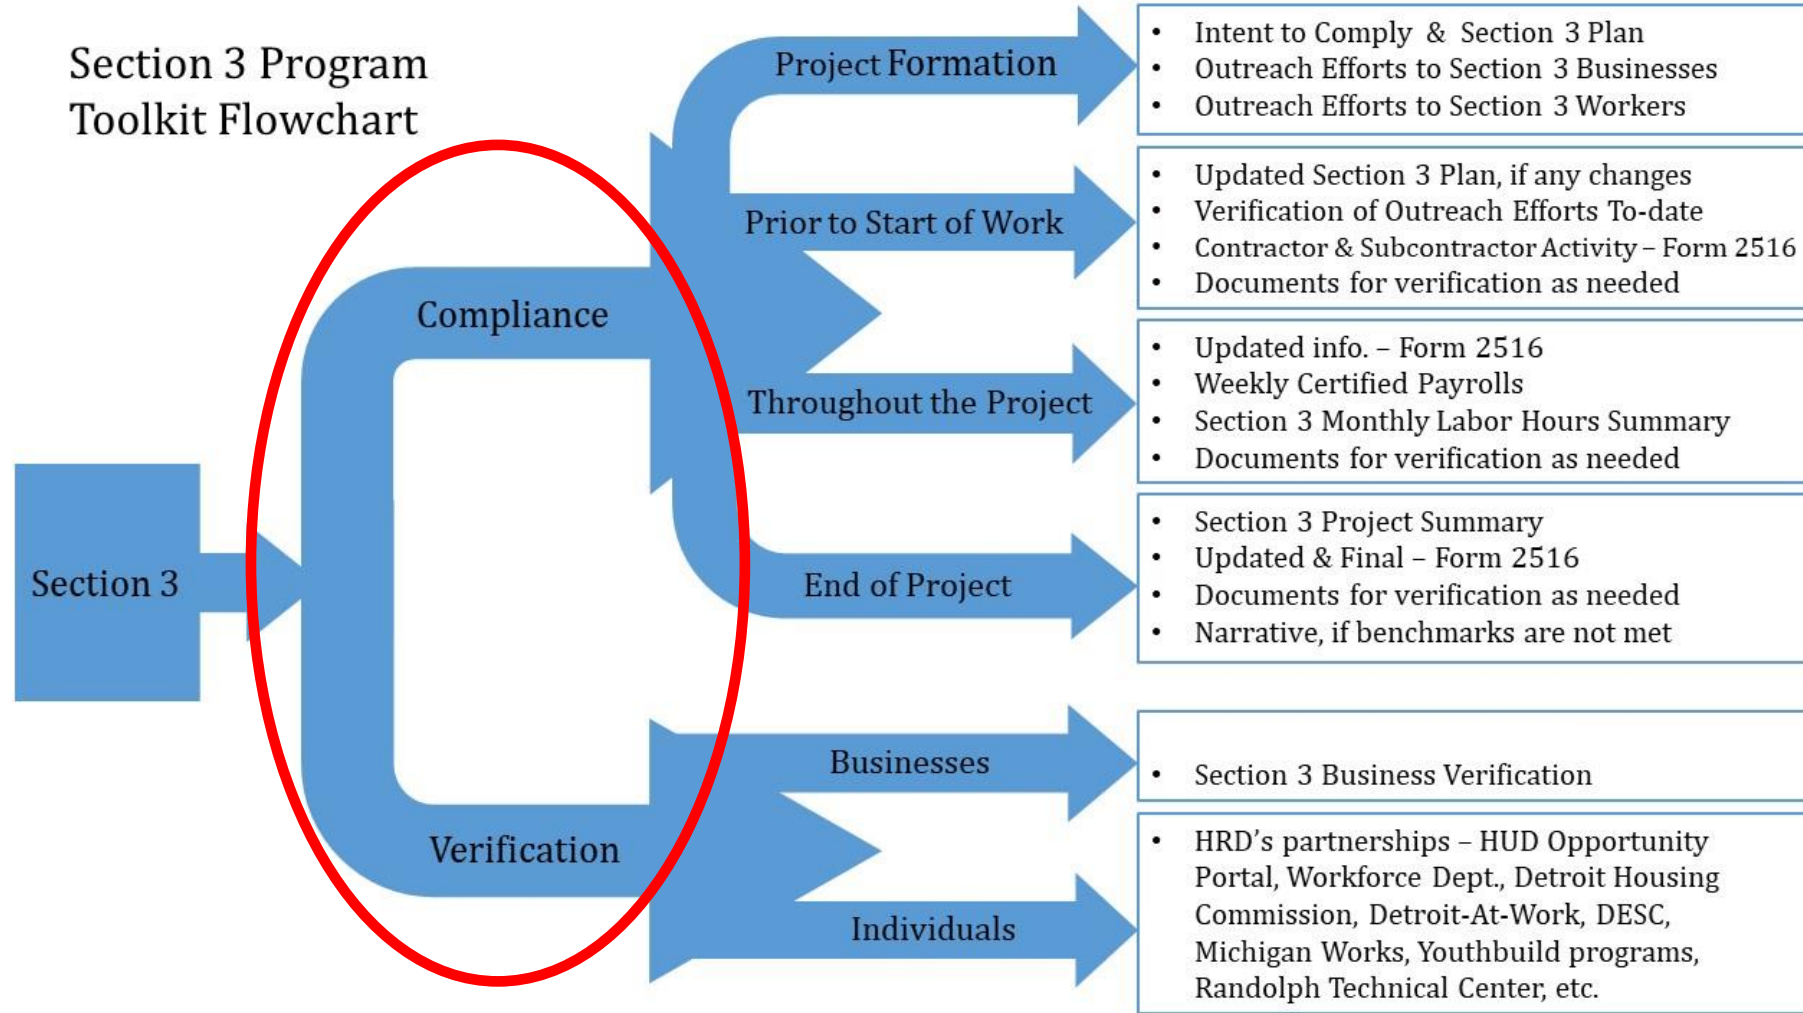 Section 3 Program
Toolkit Flowchart
Section 3
Compliance
Verification
Project Formation
• Intent to Comply & Section 3 Plan
• Outreach Efforts to Section 3 Businesses
• Outreach Efforts to Section 3 Workers
Prior to Start of Work
• Updated Section 3 Plan, if any changes
• Verification of Outreach Efforts To-date
• Contractor & Subcontractor Activity – Form 2516
• Documents for verification as needed
Throughout the Project
• Updated info. – Form 2516
• Weekly Certified Payrolls
• Section 3 Monthly Labor Hours Summary
• Documents for verification as needed
End of Project
• Section 3 Project Summary
• Updated & Final – Form 2516
• Documents for verification as needed
• Narrative, if benchmarks are not met
Businesses
• Section 3 Business Verification
Individuals
• HRD’s partnerships – HUD Opportunity
Portal, Workforce Dept., Detroit Housing
Commission, Detroit-At-Work, DESC,
Michigan Works, Youthbuild programs,
Randolph Technical Center, etc.